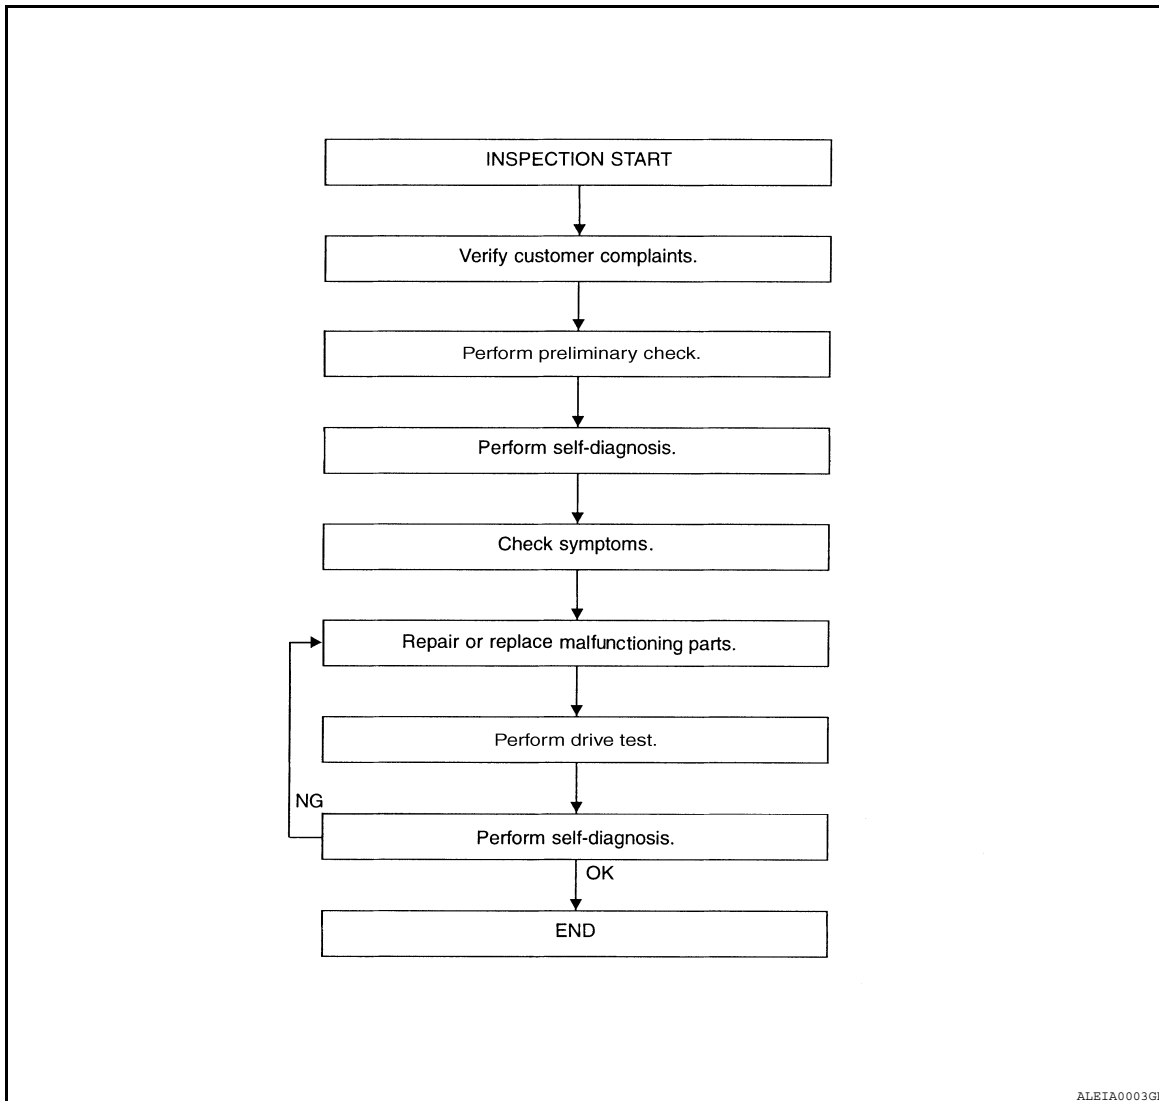 INSPECTION START
Verify customer complaints.
Perform preliminary check.
Perform self-diagnosis.
Check symptoms.
Repair or replace malfunctioning parts.
Perform drive test.
NG
Perform self-diagnosis.
OK
END